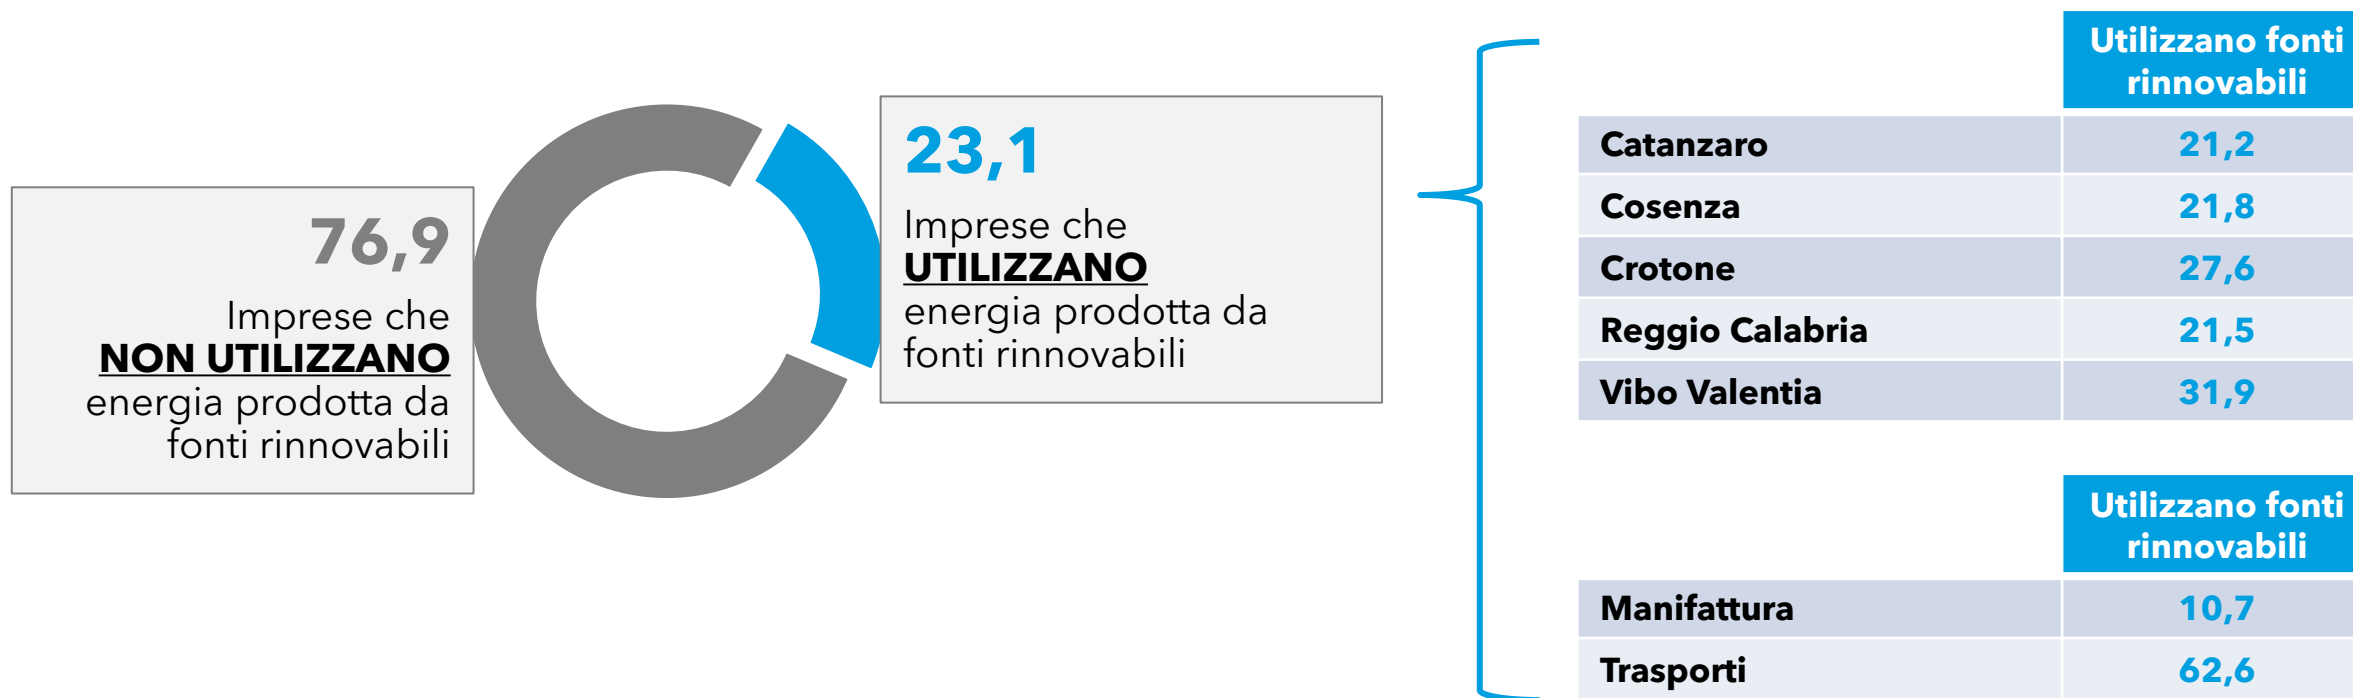 76,9
Imprese che
NON UTILIZZANO
energia prodotta da
fonti rinnovabili
23,1
Imprese che
UTILIZZANO
energia prodotta da
fonti rinnovabili
Utilizzano fonti
rinnovabili
Catanzaro 21,2
Cosenza 21,8
Crotone 27,6
Reggio Calabria 21,5
Vibo Valentia 31,9
Utilizzano fonti
rinnovabili
Manifattura 10,7
Trasporti 62,6